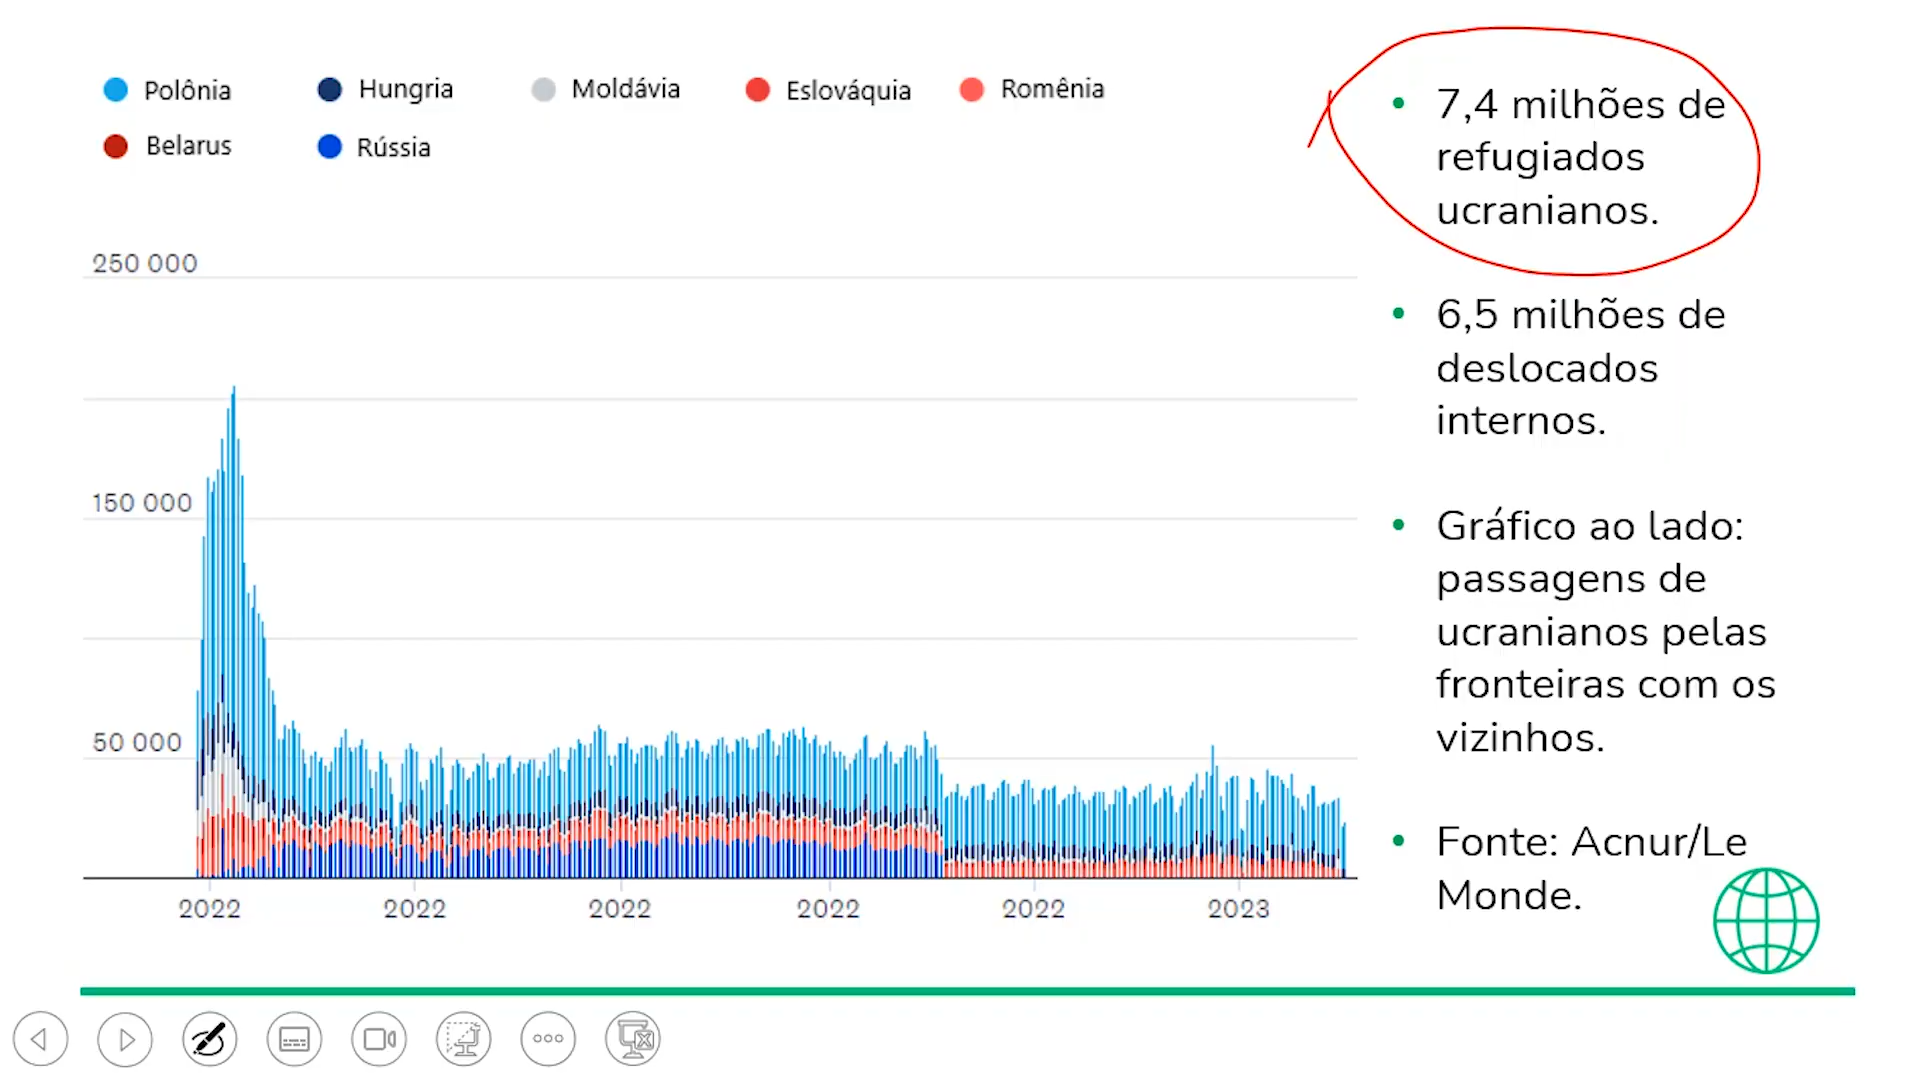 Polônia
Hungria
Moldávia
Eslováquia
Romênia
Belarus
Rússia
250 000
150 000
50 000
2022
2022
2022
2022
2022
2023
• 7,4 milhões de
refugiados
ucranianos.
• 6,5 milhões de
deslocados
internos.
• Gráfico ao lado:
passagens de
ucranianos pelas
fronteiras com os
vizinhos.
• Fonte: Acnur/Le
Monde.